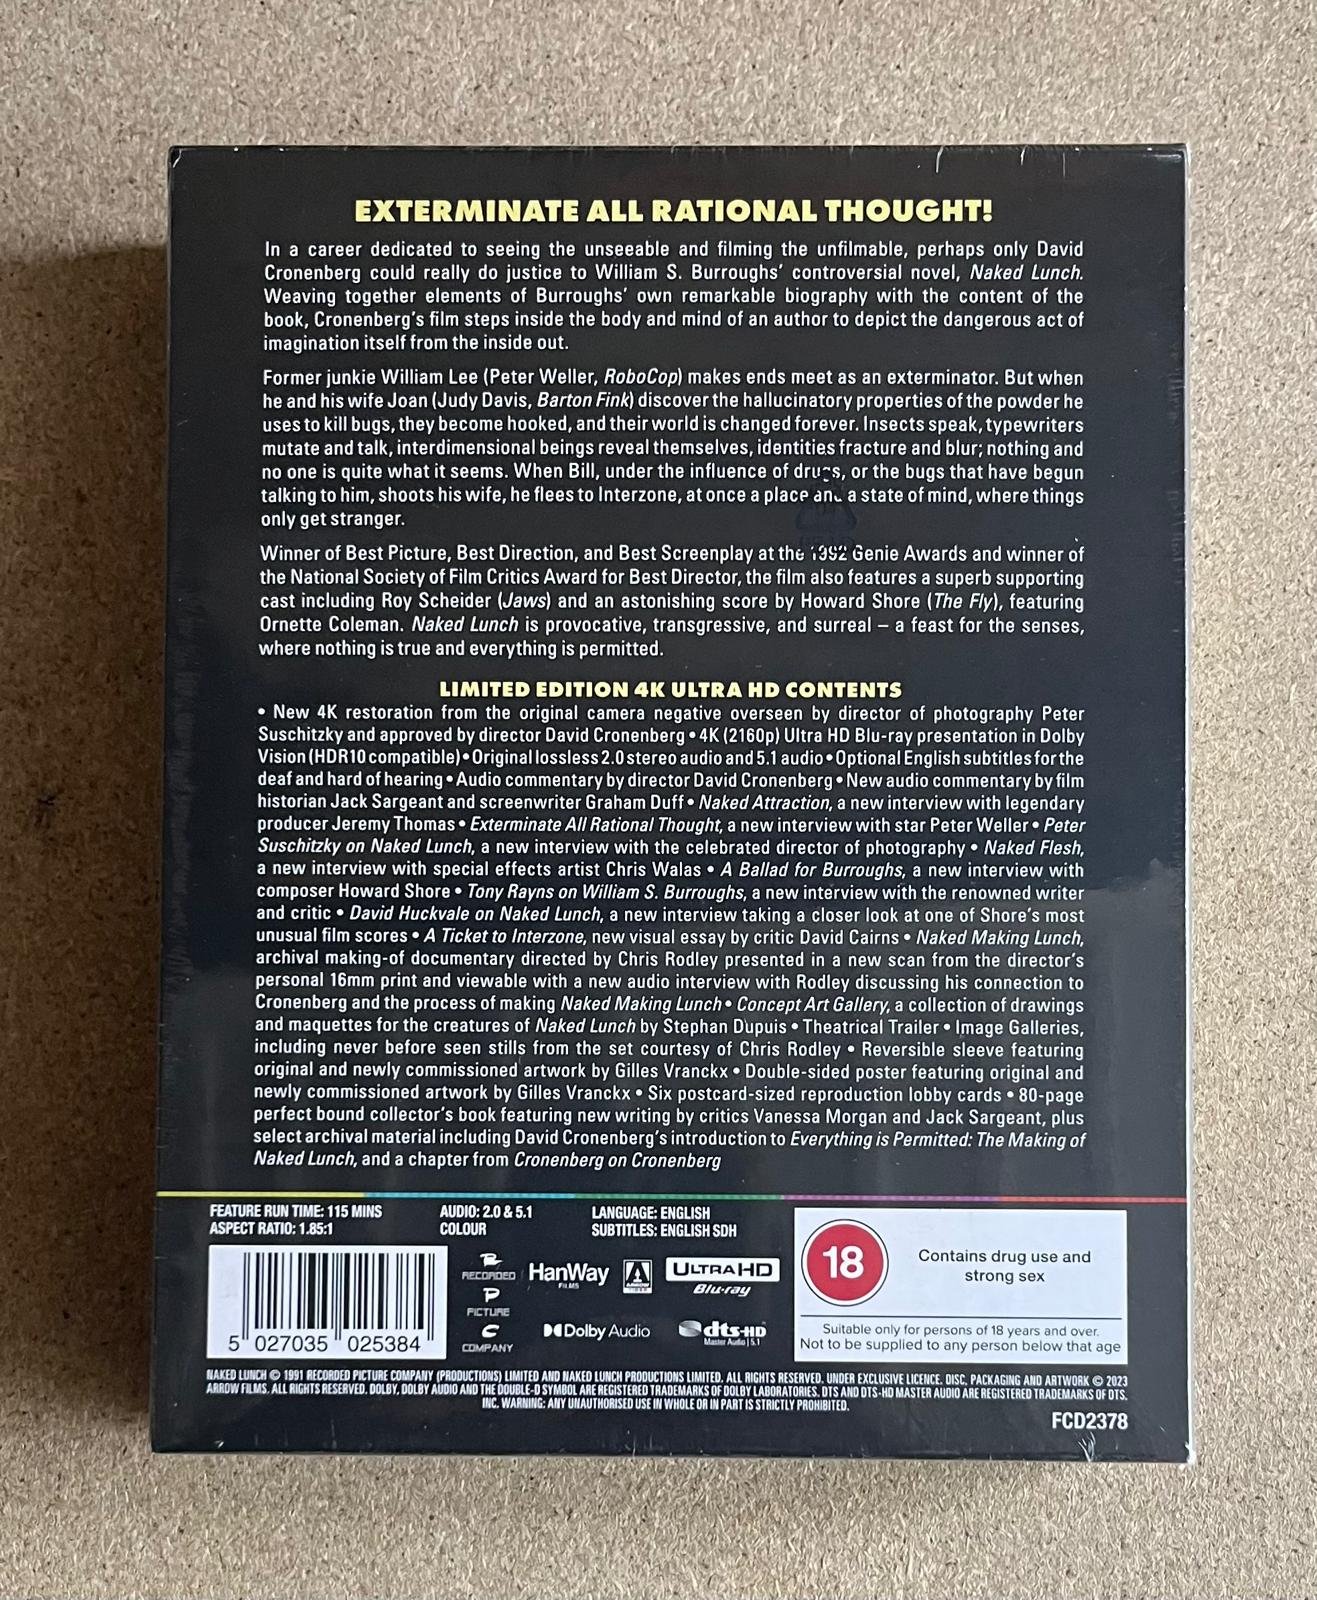 EXTERMINATE ALL RATIONAL THOUGHT!
In a career dedicated to seeing the unseeable and filming the unfilmable, perhaps only David
Cronenberg could really do justice to William S. Burroughs' controversial novel, Naked Lunch.
Weaving together elements of Burroughs' own remarkable biography with the content of the
book, Cronenberg's film steps inside the body and mind of an author to depict the dangerous act of
imagination itself from the inside out.
Former junkie William Lee (Peter Weller, RoboCop) makes ends meet as an exterminator. But when
he and his wife Joan (Judy Davis, Barton Fink) discover the hallucinatory properties of the powder he
uses to kill bugs, they become hooked, and their world is changed forever. Insects speak, typewriters
mutate and talk, interdimensional beings reveal themselves, identities fracture and blur; nothing and
no one is quite what it seems. When Bill, under the influence of drugs, or the bugs that have begun
talking to him, shoots his wife, he flees to Interzone, at once a place and a state of mind, where things
only get stranger.
Winner of Best Picture, Best Direction, and Best Screenplay at the 1992 Genie Awards and winner of
the National Society of Film Critics Award for Best Director, the film also features a superb supporting
cast including Roy Scheider (Jaws) and an astonishing score by Howard Shore (The Fly), featuring
Ornette Coleman. Naked Lunch is provocative, transgressive, and surreal – a feast for the senses,
where nothing is true and everything is permitted.
LIMITED EDITION 4K ULTRA HD CONTENTS
• New 4K restoration from the original camera negative overseen by director of photography Peter
Suschitzky and approved by director David Cronenberg • 4K (2160p) Ultra HD Blu-ray presentation in Dolby
Vision (HDR10 compatible) • Original lossless 2.0 stereo audio and 5.1 audio • Optional English subtitles for the
deaf and hard of hearing • Audio commentary by director David Cronenberg • New audio commentary by film
historian Jack Sargeant and screenwriter Graham Duff • Naked Attraction, a new interview with legendary
producer Jeremy Thomas • Exterminate All Rational Thought, a new interview with star Peter Weller • Peter
Suschitzky on Naked Lunch, a new interview with the celebrated director of photography • Naked Flesh,
a new interview with special effects artist Chris Walas • A Ballad for Burroughs, a new interview with
composer Howard Shore • Tony Rayns on William S. Burroughs, a new interview with the renowned writer
and critic • David Huckvale on Naked Lunch, a new interview taking a closer look at one of Shore's most
unusual film scores • A Ticket to Interzone, new visual essay by critic David Cairns • Naked Making Lunch,
archival making-of documentary directed by Chris Rodley presented in a new scan from the director's
personal 16mm print and viewable with a new audio interview with Rodley discussing his connection to
Cronenberg and the process of making Naked Making Lunch • Concept Art Gallery, a collection of drawings
and maquettes for the creatures of Naked Lunch by Stephan Dupuis • Theatrical Trailer • Image Galleries,
including never before seen stills from the set courtesy of Chris Rodley • Reversible sleeve featuring
original and newly commissioned artwork by Gilles Vranckx • Double-sided poster featuring original and
newly commissioned artwork by Gilles Vranckx • Six postcard-sized reproduction lobby cards • 80-page
perfect bound collector's book featuring new writing by critics Vanessa Morgan and Jack Sargeant, plus
select archival material including David Cronenberg's introduction to Everything is Permitted: The Making of
Naked Lunch, and a chapter from Cronenberg on Cronenberg
FEATURE RUN TIME: 115 MINS
ASPECT RATIO: 1.85:1
AUDIO: 2.0 & 5.1
COLOUR
LANGUAGE: ENGLISH
SUBTITLES: ENGLISH SDH
5 027035 025384
R
RECORDED
P
PICTURE
C
COMPANY
HanWay
FILMS
ARROW
ULTRA HD
Blu-ray
Dolby Audio
dts-HD
Master Audio | 5.1
18
Contains drug use and
strong sex
Suitable only for persons of 18 years and over.
Not to be supplied to any person below that age
NAKED LUNCH © 1991 RECORDED PICTURE COMPANY (PRODUCTIONS) LIMITED AND NAKED LUNCH PRODUCTIONS LIMITED. ALL RIGHTS RESERVED. UNDER EXCLUSIVE LICENCE. DISC, PACKAGING AND ARTWORK © 2023
ARROW FILMS. ALL RIGHTS RESERVED. DOLBY, DOLBY AUDIO AND THE DOUBLE-D SYMBOL ARE REGISTERED TRADEMARKS OF DOLBY LABORATORIES. DTS AND DTS-HD MASTER AUDIO ARE REGISTERED TRADEMARKS OF DTS,
INC. WARNING: ANY UNAUTHORISED USE IN WHOLE OR IN PART IS STRICTLY PROHIBITED.
FCD2378